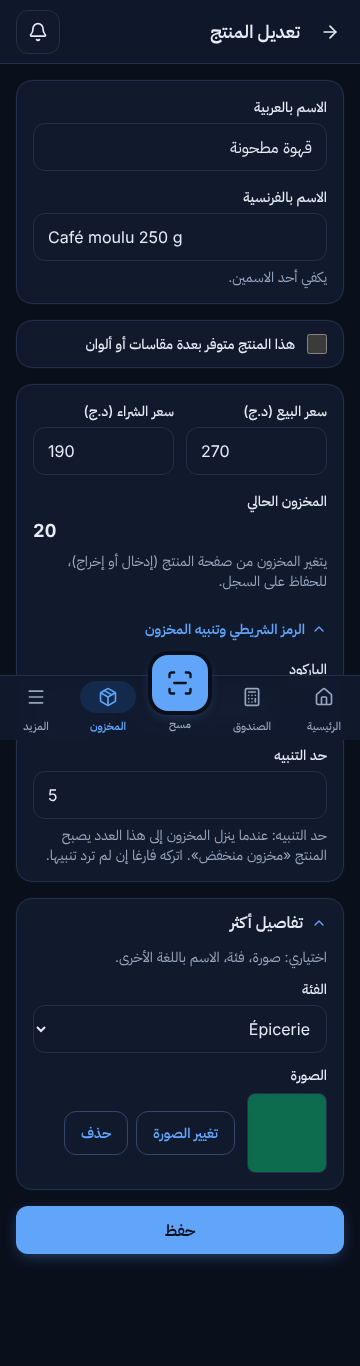 تعديل المنتج
الاسم بالعربية
قهوة مطحونة
الاسم بالفرنسية
Café moulu 250 g
يكفي أحد الاسمين.
هذا المنتج متوفر بعدة مقاسات أو ألوان
سعر البيع (د.ج)
سعر الشراء (د.ج)
270
190
المخزون الحالي
20
يتغير المخزون من صفحة المنتج (إدخال أو إخراج)،
للحفاظ على السجل.
الرمز الشريطي وتنبيه المخزون
الباركود
الرئيسية
الصندوق
مسح
المخزون
المزيد
حد التنبيه
5
حد التنبيه: عندما ينزل المخزون إلى هذا العدد يصبح
المنتج «مخزون منخفض». اتركه فارغا إن لم ترد تنبيها.
تفاصيل أكثر
اختياري: صورة، فئة، الاسم باللغة الأخرى.
الفئة
Épicerie
الصورة
تغيير الصورة
حذف
حفظ